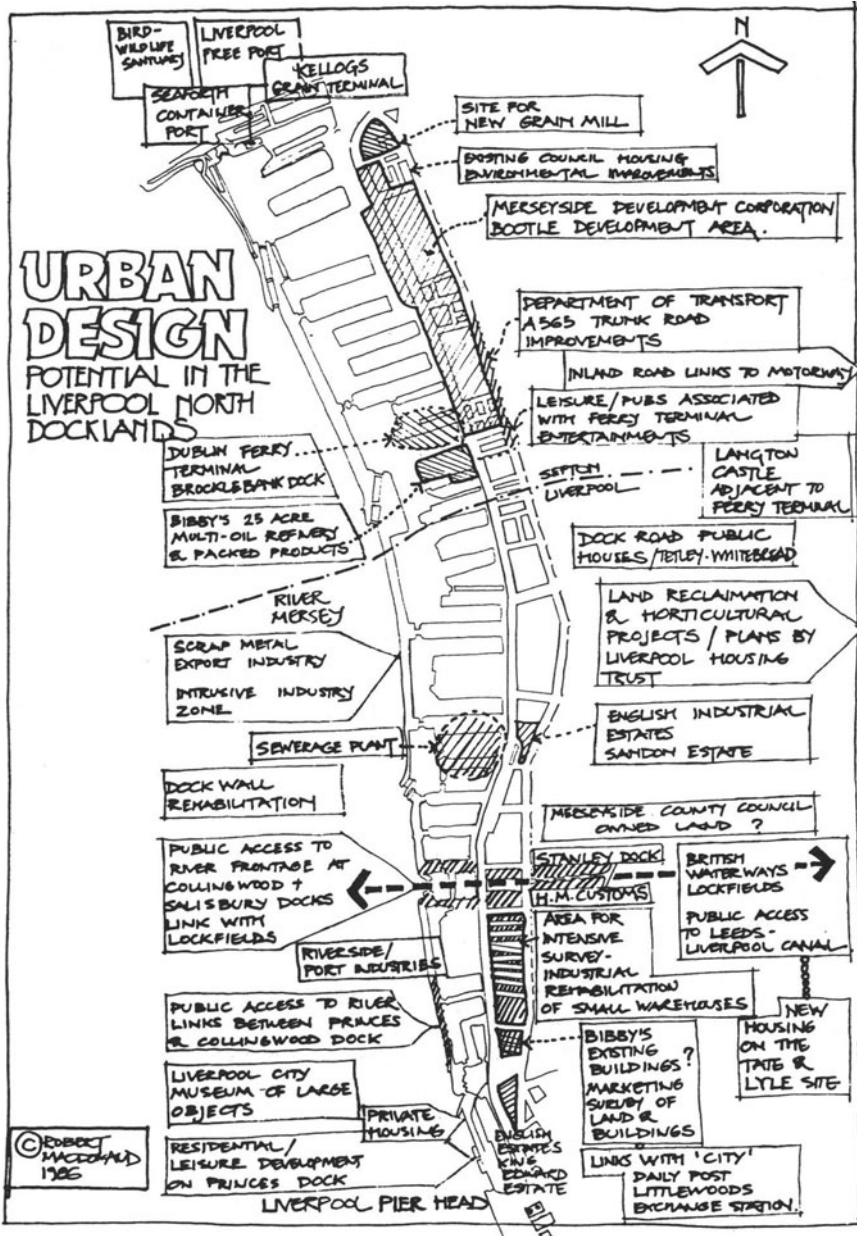 BIRD-
WILDLIFE
SANTUARY
LIVERPOOL
FREE PORT
KELLOGS
GRAIN TERMINAL
SEAFORTH
CONTAINER
PORT
N
SITE FOR
NEW GRAIN MILL
EXISTING COUNCIL HOUSING
ENVIRONMENTAL IMPROVEMENTS
MERSEYSIDE DEVELOPMENT CORPORATION
BOOTLE DEVELOPMENT AREA.
URBAN
DESIGN
POTENTIAL IN THE
LIVERPOOL NORTH
DOCKLANDS
DEPARTMENT OF TRANSPORT
A565 TRUNK ROAD
IMPROVEMENTS
INLAND ROAD LINKS TO MOTORWAY
LEISURE/PUBS ASSOCIATED
WITH FERRY TERMINAL
ENTERTAINMENTS
DUBLIN FERRY
TERMINAL
BROCKLEBANK DOCK
SEFTON
LIVERPOOL
LANGTON
CASTLE
ADJACENT TO
FERRY TERMINAL
BIBBY'S 25 ACRE
MULTI-OIL REFINERY
& PACKED PRODUCTS
DOCK ROAD PUBLIC
HOUSES/TETLEY-WHITBREAD
RIVER
MERSEY
LAND RECLAIMATION
& HORTICULTURAL
PROJECTS / PLANS BY
LIVERPOOL HOUSING
TRUST
SCRAP METAL
EXPORT INDUSTRY
INTRUSIVE INDUSTRY
ZONE
ENGLISH INDUSTRIAL
ESTATES
SANDON ESTATE
SEWERAGE PLANT
DOCK WALL
REHABILITATION
MERSEYSIDE COUNTY COUNCIL
OWNED LAND ?
PUBLIC ACCESS TO
RIVER FRONTAGE AT
COLLINGWOOD +
SALISBURY DOCKS
LINK WITH
LOCKFIELDS
STANLEY DOCK
H.M. CUSTOMS
BRITISH
WATERWAYS
LOCKFIELDS
PUBLIC ACCESS
TO LEEDS-
LIVERPOOL CANAL
RIVERSIDE/
PORT INDUSTRIES
AREA FOR
INTENSIVE
SURVEY-
INDUSTRIAL
REHABILITATION
OF SMALL WAREHOUSES
PUBLIC ACCESS TO RIVER
LINKS BETWEEN PRINCES
& COLLINGWOOD DOCK
NEW
HOUSING
ON THE
TATE &
LYLE SITE
BIBBY'S
EXISTING
BUILDINGS?
MARKETING
SURVEY OF
LAND &
BUILDINGS
LIVERPOOL CITY
MUSEUM OF LARGE
OBJECTS
PRIVATE
HOUSING
© ROBERT
MACDONALD
1986
RESIDENTIAL/
LEISURE DEVELOPMENT
ON PRINCES DOCK
ENGLISH
ESTATES
KING
EDWARD
ESTATE
LINKS WITH 'CITY'
DAILY POST
LITTLEWOODS
EXCHANGE STATION.
LIVERPOOL PIER HEAD